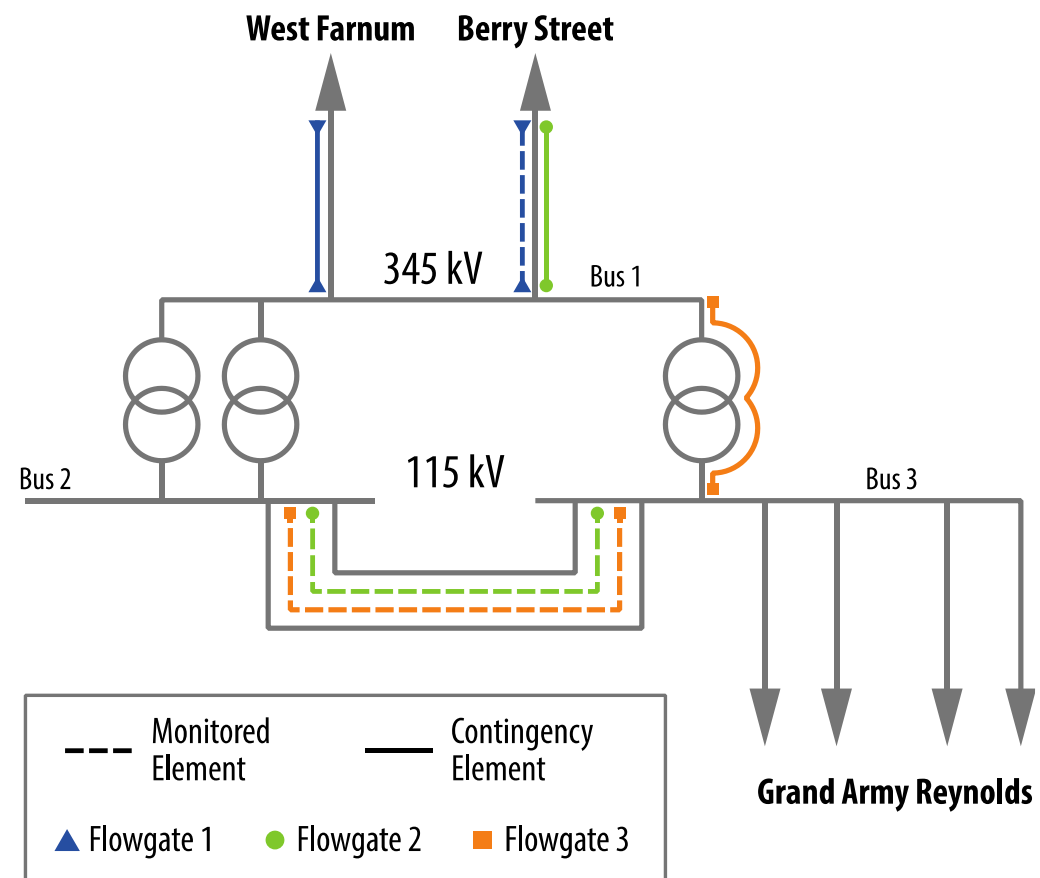 West Farnum
Berry Street
345 kV
Bus 1
Bus 2
115 kV
Bus 3
Monitored
Element
Contingency
Element
Grand Army Reynolds
Flowgate 1
Flowgate 2
Flowgate 3